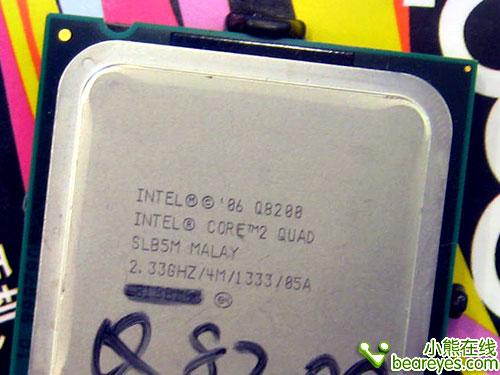 INTEL Ⓜ © '06 Q8200
INTEL® CORE™2 QUAD
SLB5M MALAY
2.33GHZ/4M/1333/05A
Q8200
小熊在线
beareyes.com